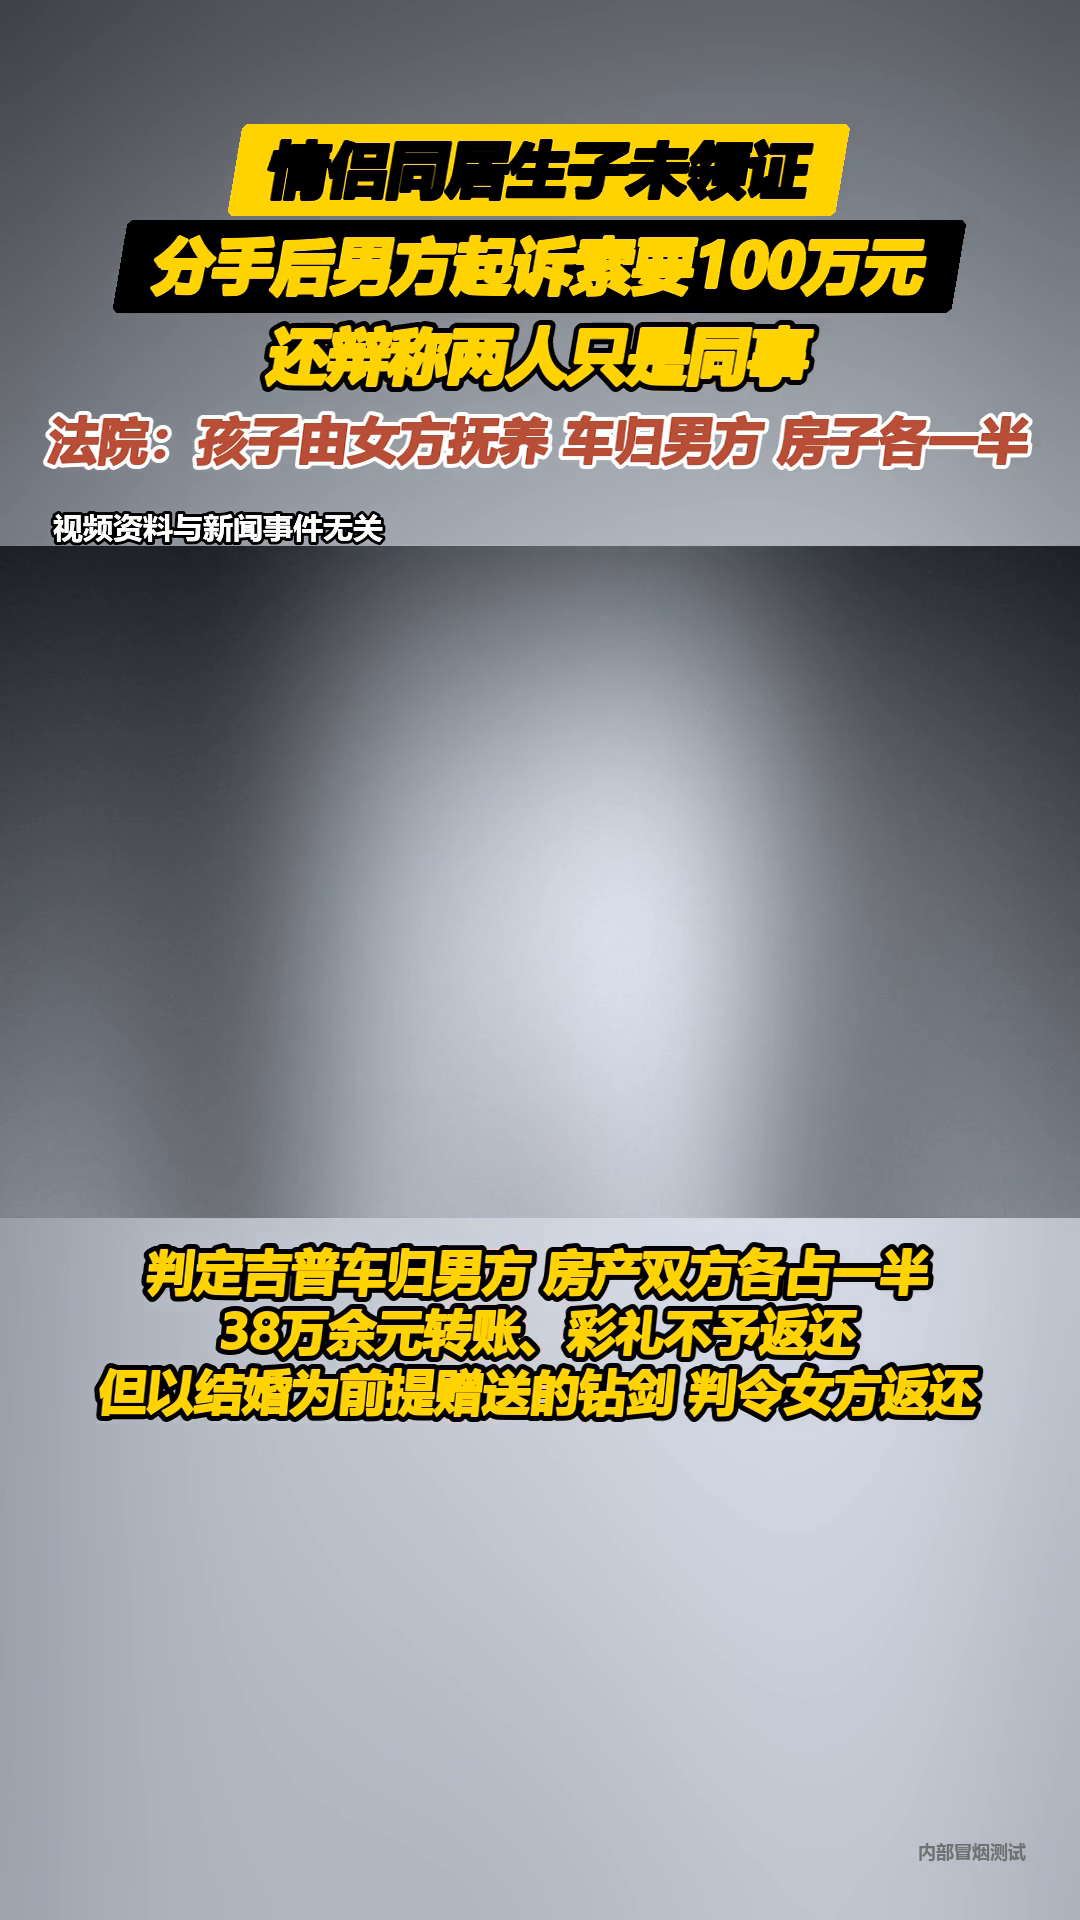 情侣同居生子未领证
分手后男方起诉索要100万元
还辩称两人只是同事
法院：孩子由女方抚养 车归男方 房子各一半
视频资料与新闻事件无关
判定吉普车归男方 房产双方各占一半
38万余元转账、彩礼不予返还
但以结婚为前提赠送的钻剑 判令女方返还
内部冒烟测试